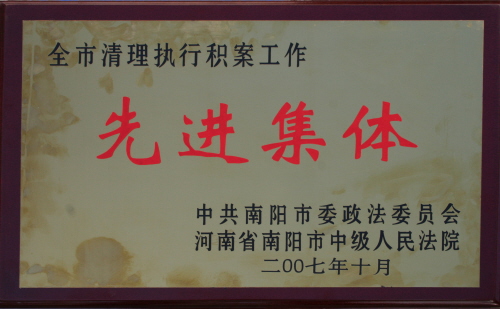 全市清理执行积案工作
先进集体
中共南阳市委政法委员会
河南省南阳市中级人民法院
二00七年十月